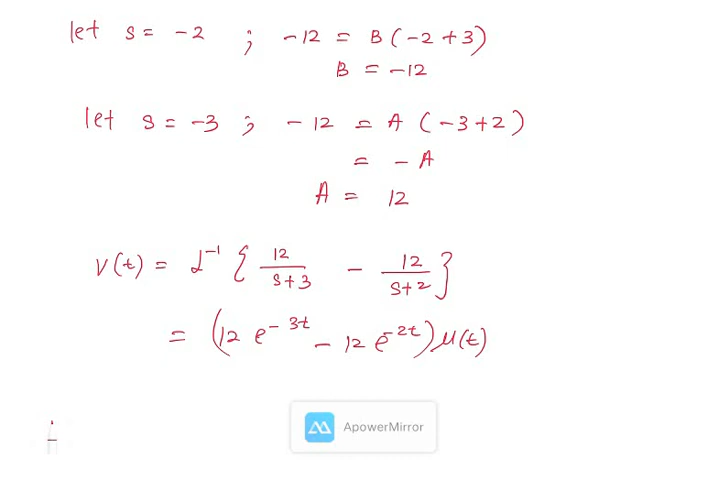 let s = -2 ; -12 = B(-2+3)
B = -12
let s = -3 ; -12 = A (-3+2)
= -A
A = 12
V(t) = L⁻¹ { 12/(s+3) - 12/(s+2) }
= (12 e^{-3t} - 12 e^{-2t}) μ(t)
ApowerMirror